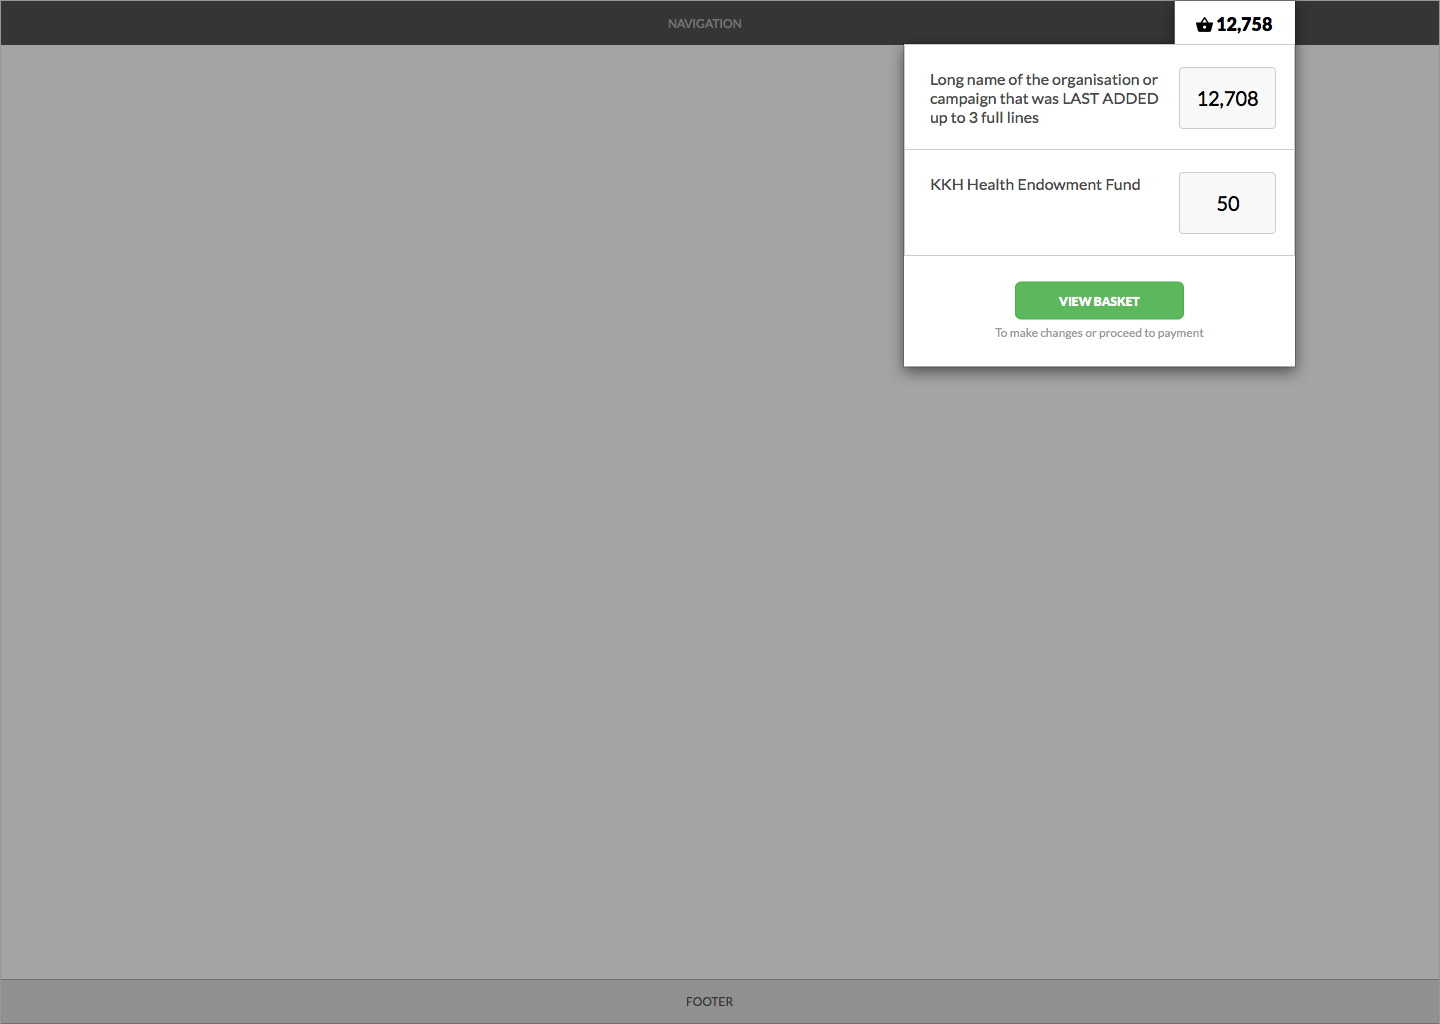 NAVIGATION
12,758
Long name of the organisation or
campaign that was LAST ADDED
up to 3 full lines
12,708
KKH Health Endowment Fund
50
VIEW BASKET
To make changes or proceed to payment
FOOTER